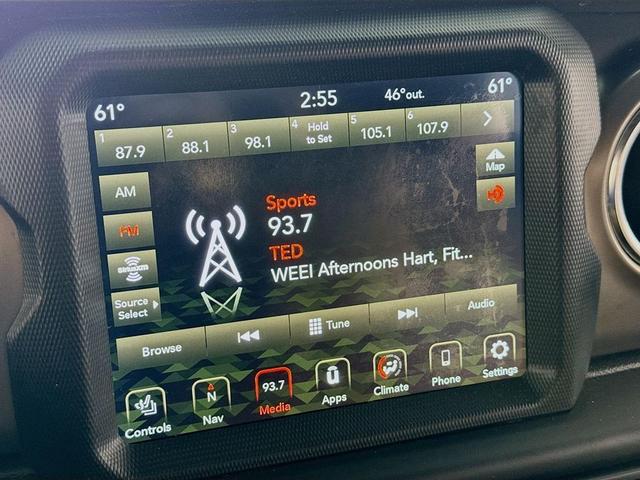 61° 2:55 46°out. 61°
1 87.9 2 88.1 3 98.1 4 Hold to Set 5 105.1 6 107.9
AM
FM
siriusxm
Source
Select
Map
Sports
93.7
TED
WEEI Afternoons Hart, Fit...
Browse Tune Audio
N 93.7
Controls Nav Media Apps Climate Phone Settings